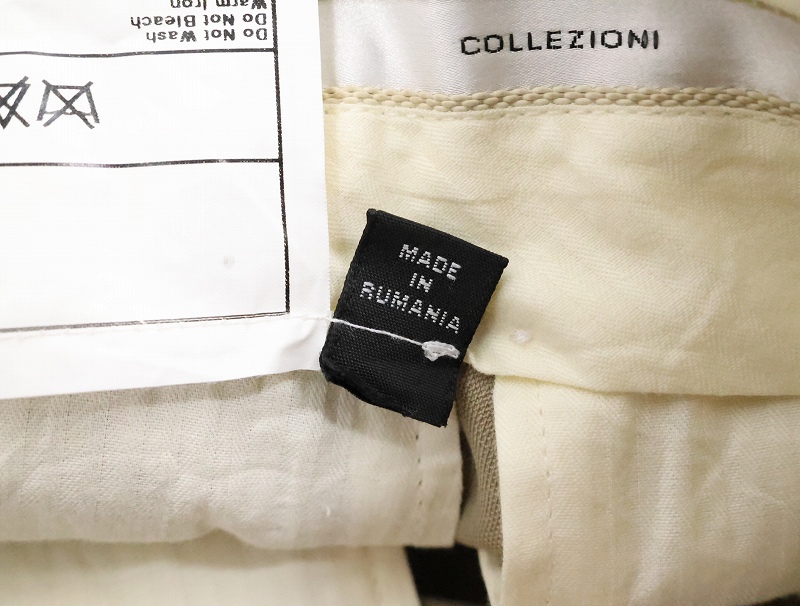 Do Not Wash
Do Not Bleach
Warm Iron
COLLEZIONI
MADE
IN
RUMANIA